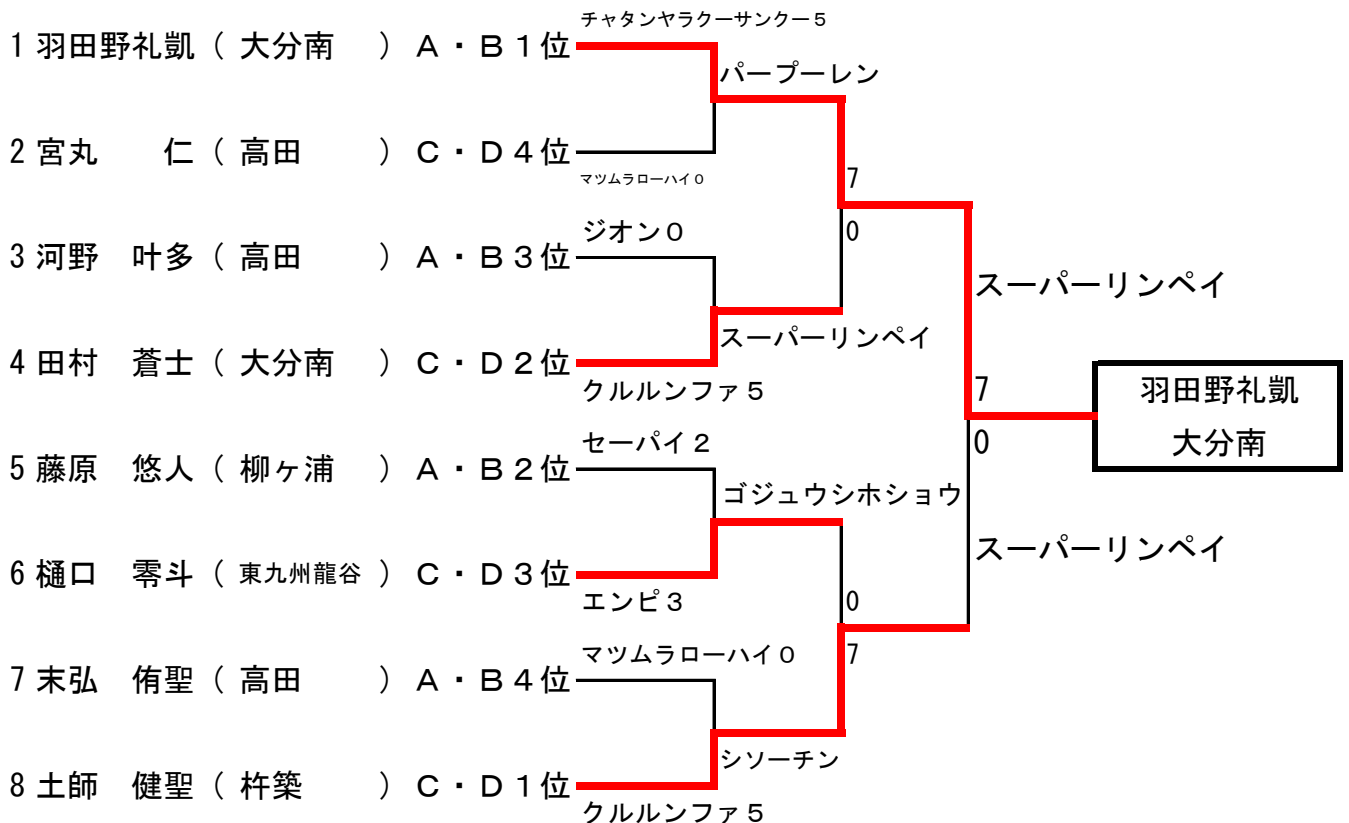 チャタンヤラクーサンクー５
1 羽田野礼凱 （ 大分南 ） Ａ・Ｂ１位
パープーレン
2 宮丸　　仁 （ 高田 ） Ｃ・Ｄ４位
マツムラローハイ０
7
0
ジオン０
3 河野　叶多 （ 高田 ） Ａ・Ｂ３位
スーパーリンペイ
スーパーリンペイ
4 田村　蒼士 （ 大分南 ） Ｃ・Ｄ２位
クルルンファ５
7
0
羽田野礼凱
大分南
セーパイ２
5 藤原　悠人 （ 柳ヶ浦 ） Ａ・Ｂ２位
ゴジュウシホショウ
スーパーリンペイ
6 樋口　零斗 （ 東九州龍谷 ） Ｃ・Ｄ３位
エンピ３
0
7
マツムラローハイ０
7 末弘　侑聖 （ 高田 ） Ａ・Ｂ４位
シソーチン
8 土師　健聖 （ 杵築 ） Ｃ・Ｄ１位
クルルンファ５